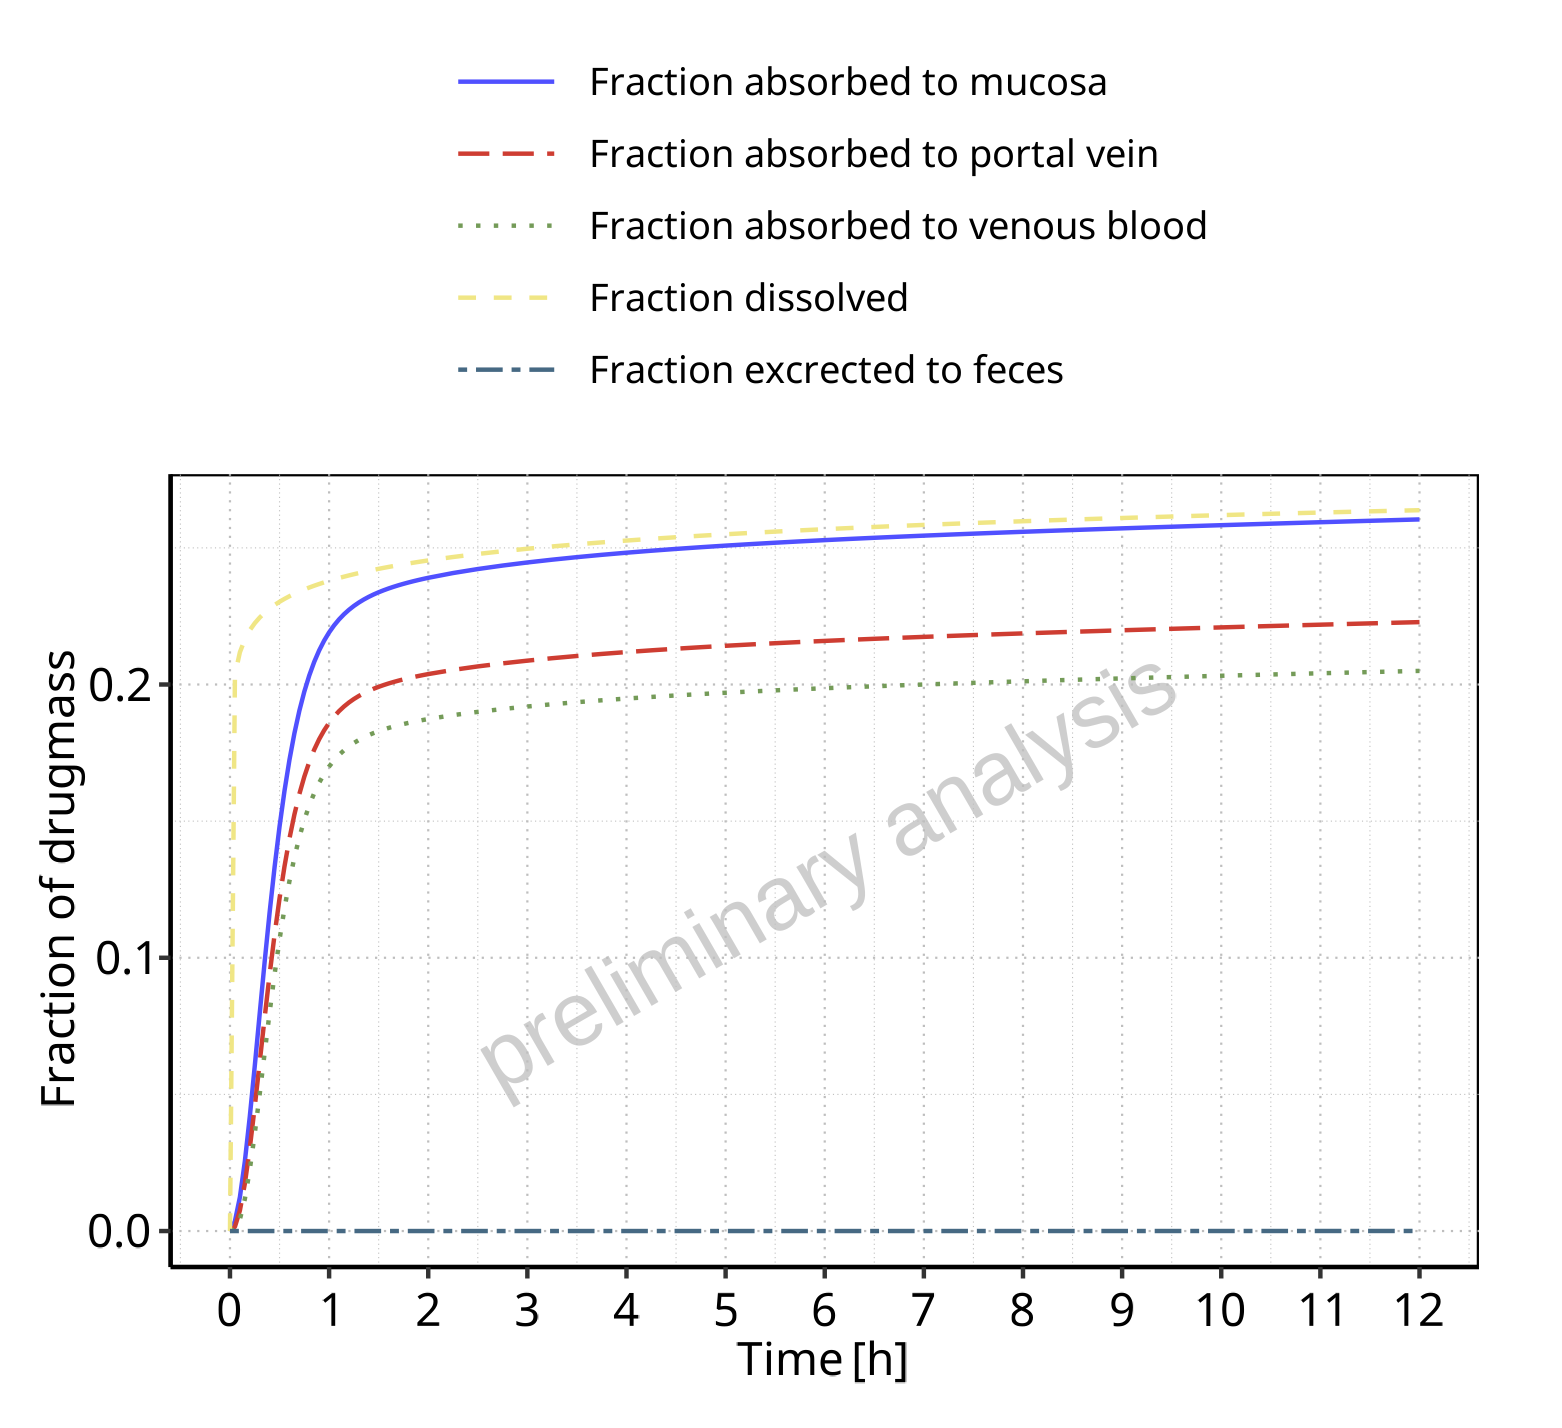 Fraction absorbed to mucosa
Fraction absorbed to portal vein
Fraction absorbed to venous blood
Fraction dissolved
Fraction excrected to feces
Fraction of drugmass
0.2
0.1
0.0
preliminary analysis
0 1 2 3 4 5 6 7 8 9 10 11 12
Time [h]